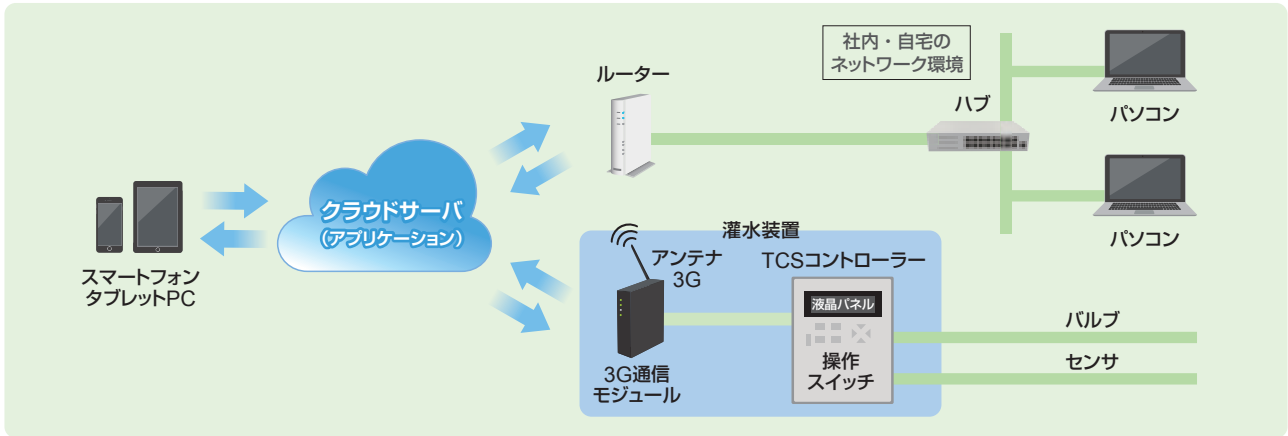 社内・自宅の
ネットワーク環境
ルーター
ハブ
パソコン
パソコン
クラウドサーバ
（アプリケーション）
スマートフォン
タブレットPC
灌水装置
アンテナ
3G
TCSコントローラー
液晶パネル
操作
スイッチ
3G通信
モジュール
バルブ
センサ